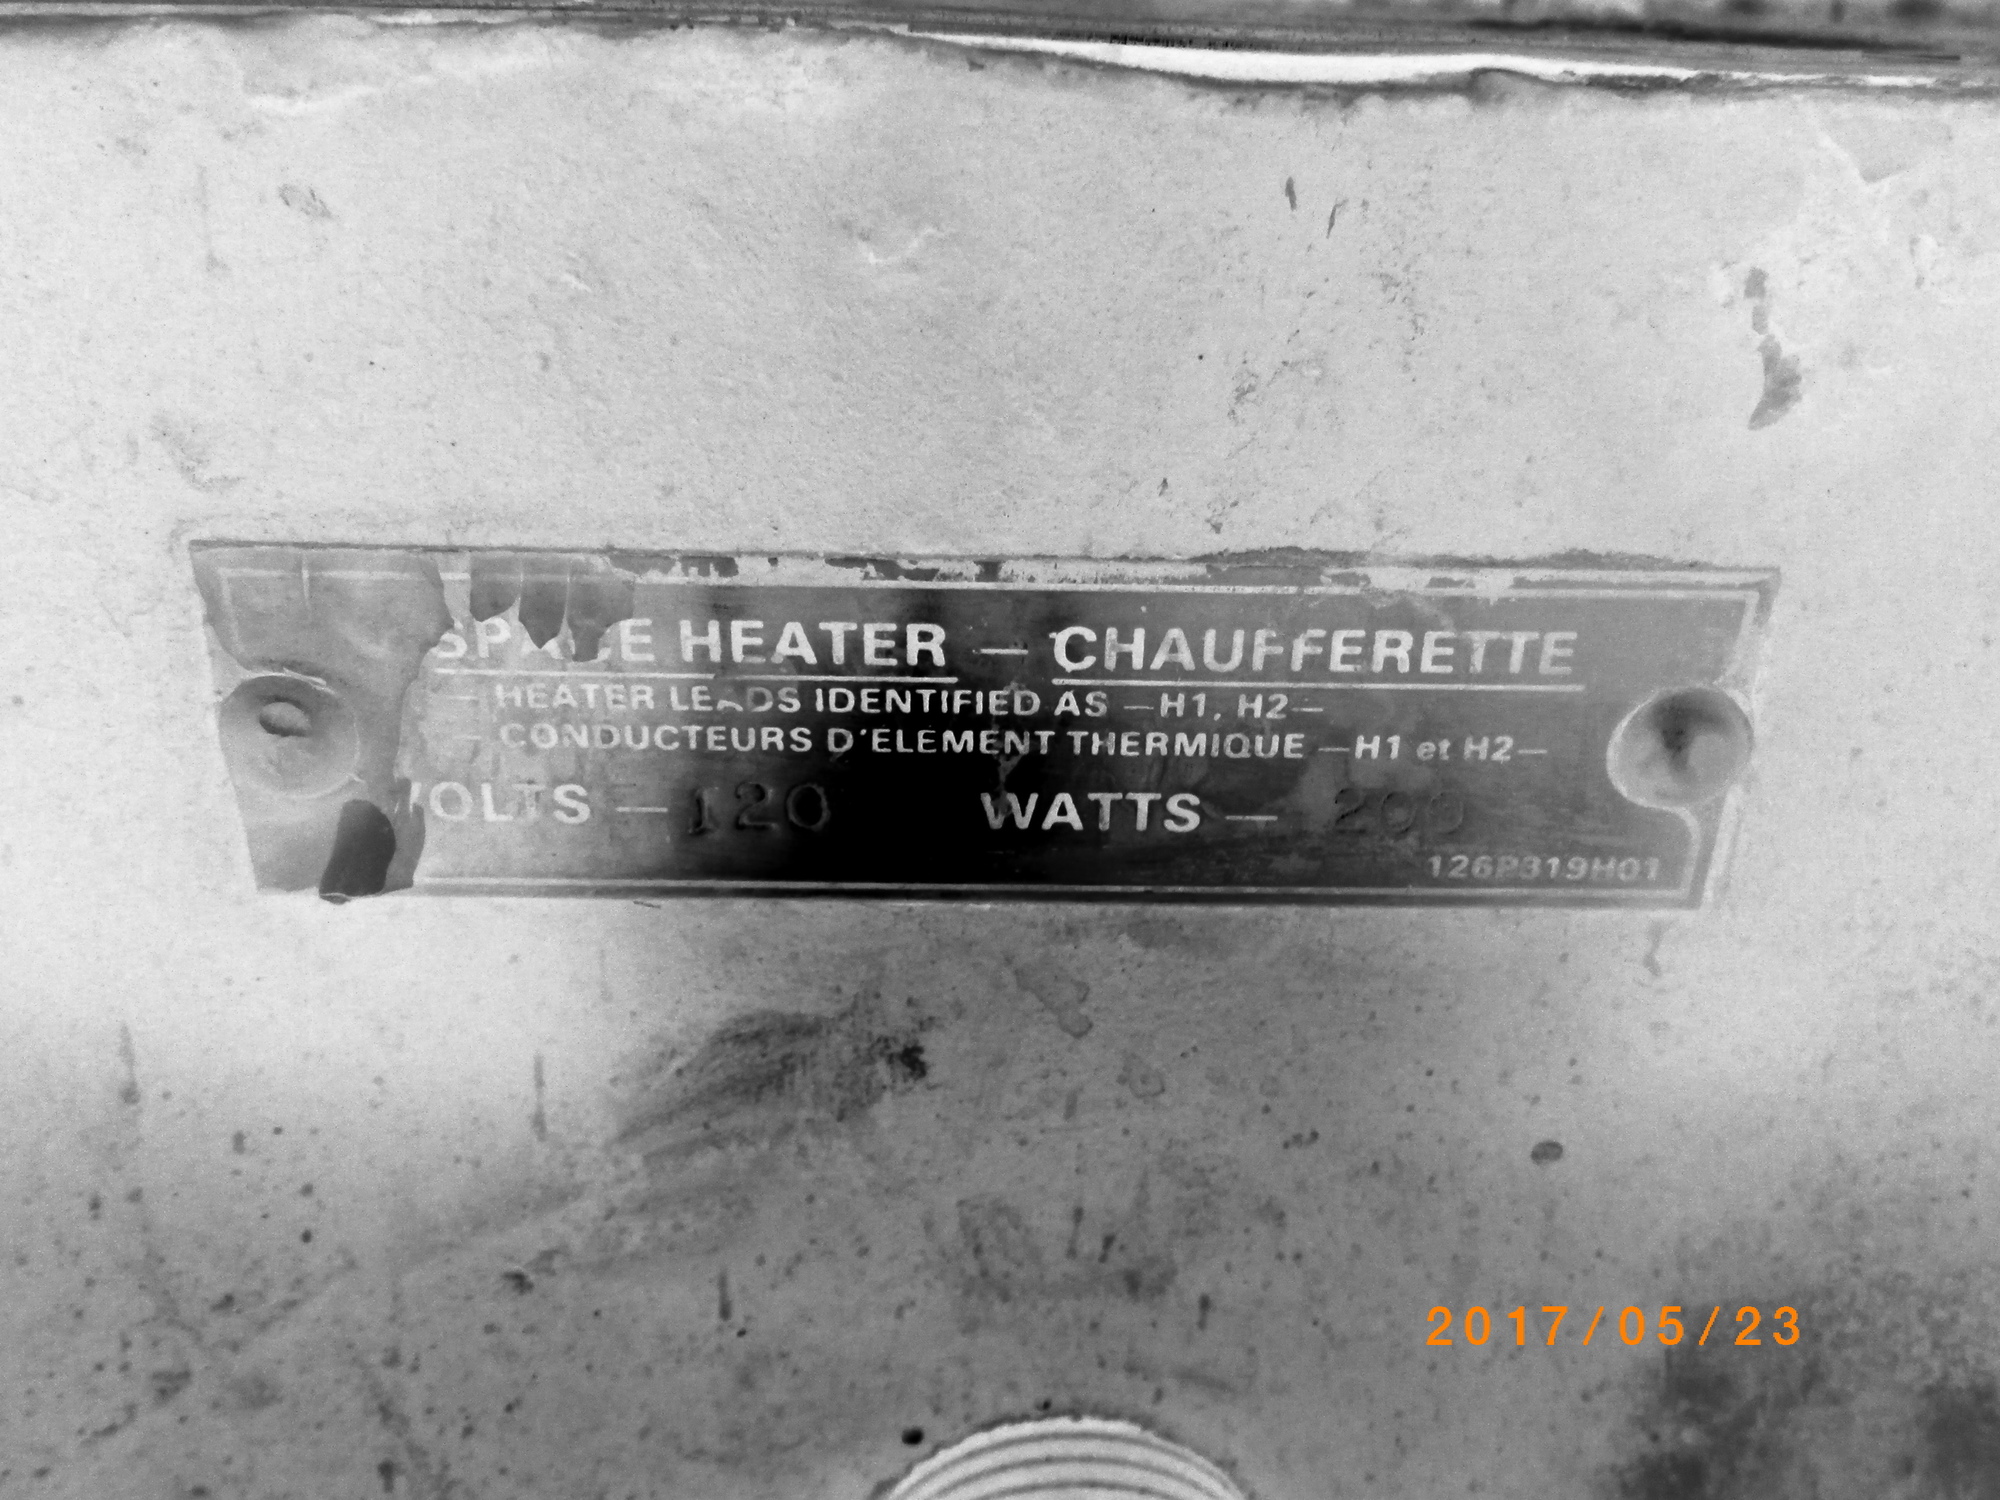 SPACE HEATER — CHAUFFERETTE
— HEATER LEADS IDENTIFIED AS —H1, H2—
— CONDUCTEURS D'ELEMENT THERMIQUE —H1 et H2—
VOLTS — 120 WATTS — 200
126P319H01
2017/05/23